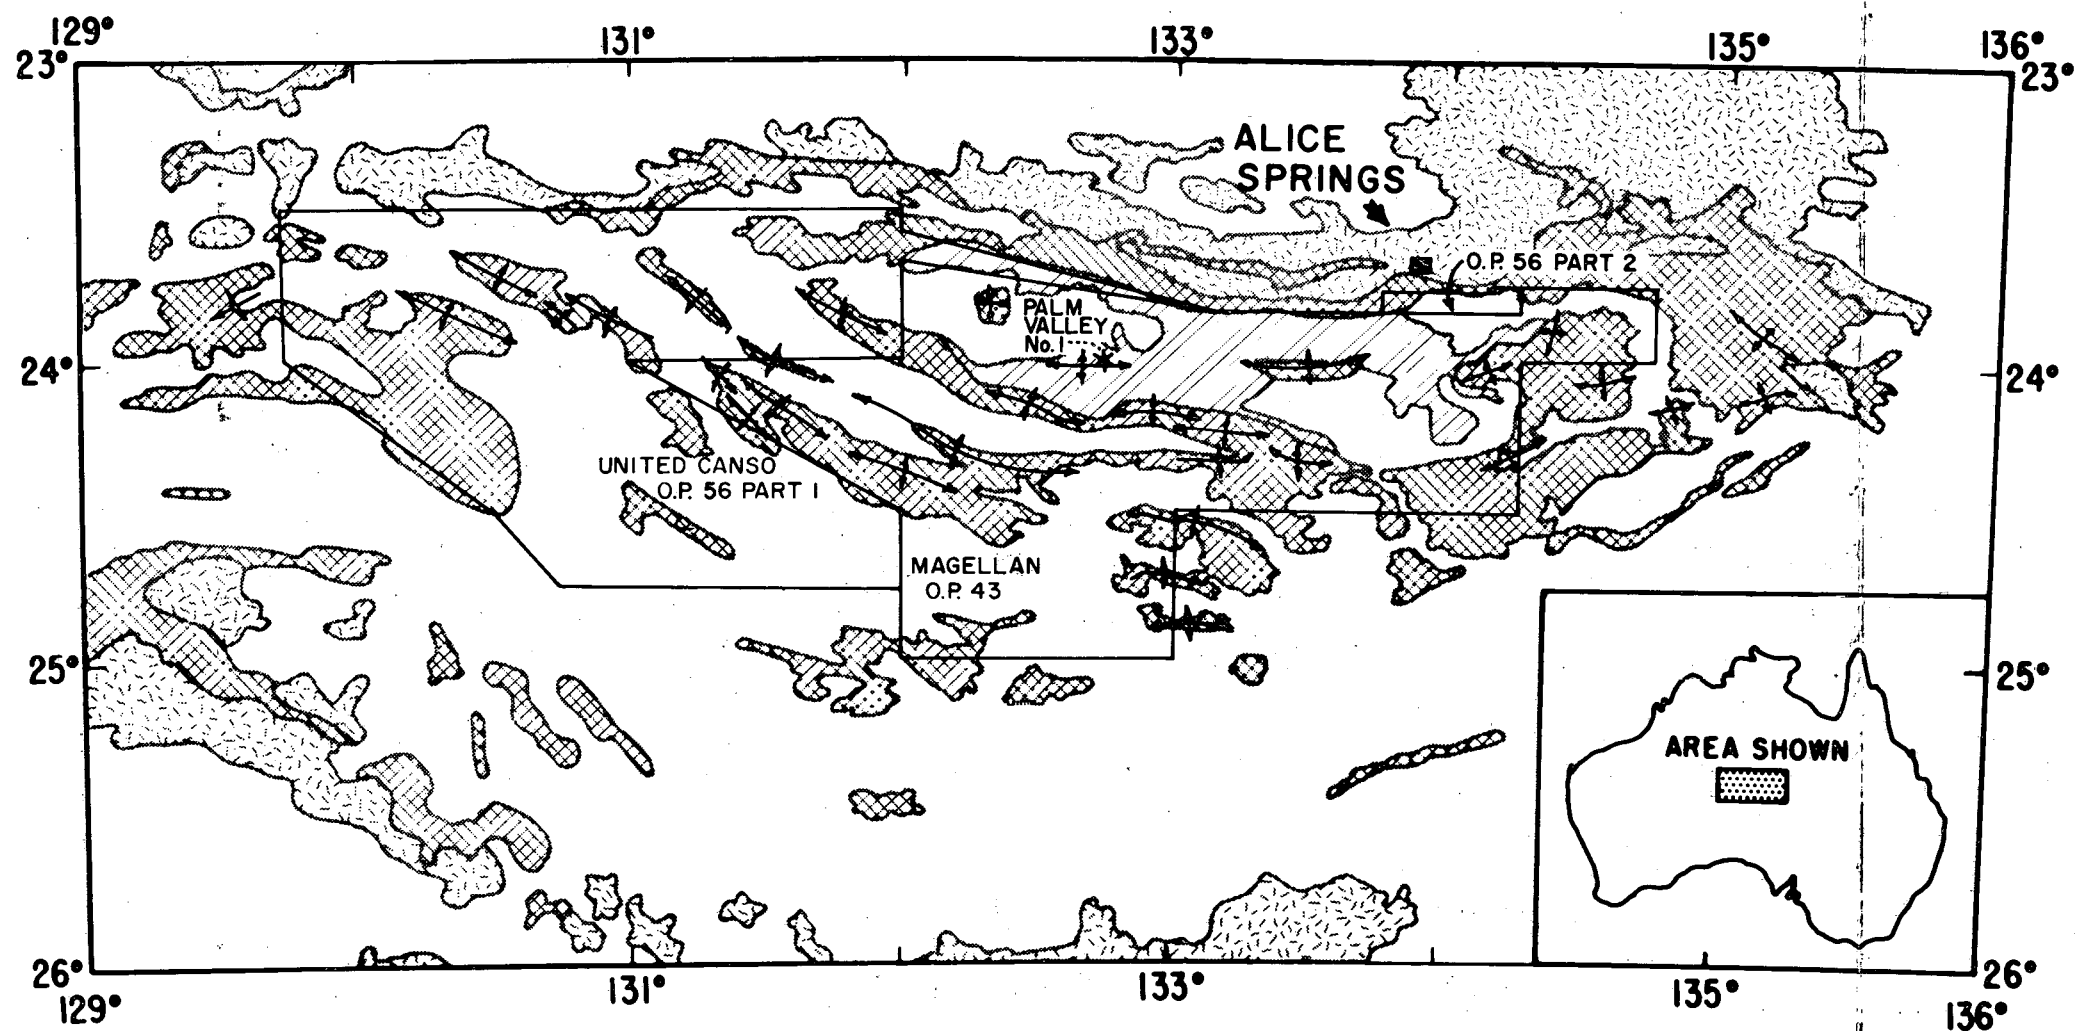 129°
131°
133°
135°
136°
23°
23°
ALICE
SPRINGS
O.P. 56 PART 2
PALM
VALLEY
No. 1
24°
24°
UNITED CANSO
O.P. 56 PART 1
MAGELLAN
O.P. 43
25°
25°
AREA SHOWN
26°
26°
129°
131°
133°
135°
136°